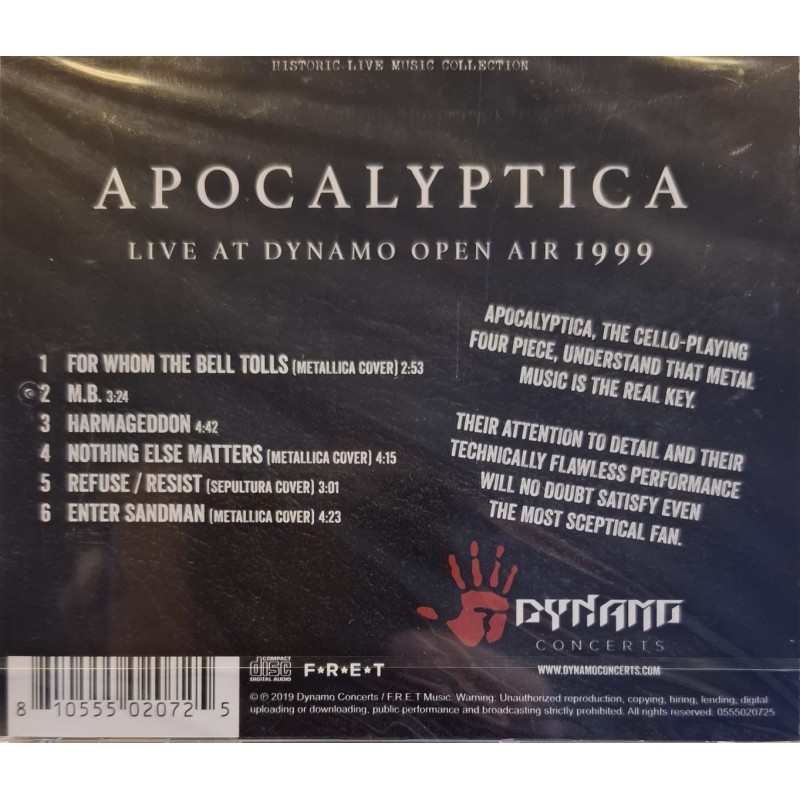 HISTORIC LIVE MUSIC COLLECTION
APOCALYPTICA
LIVE AT DYNAMO OPEN AIR 1999
1 FOR WHOM THE BELL TOLLS (METALLICA COVER) 2:53
2 M.B. 3:24
3 HARMAGEDDON 4:42
4 NOTHING ELSE MATTERS (METALLICA COVER) 4:15
5 REFUSE / RESIST (SEPULTURA COVER) 3:01
6 ENTER SANDMAN (METALLICA COVER) 4:23
APOCALYPTICA, THE CELLO-PLAYING
FOUR PIECE, UNDERSTAND THAT METAL
MUSIC IS THE REAL KEY.
THEIR ATTENTION TO DETAIL AND THEIR
TECHNICALLY FLAWLESS PERFORMANCE
WILL NO DOUBT SATISFY EVEN
THE MOST SCEPTICAL FAN.
DYNAMO
CONCERTS
WWW.DYNAMOCONCERTS.COM
COMPACT
disc
DIGITAL AUDIO
F★R★E★T
8 10555 02072 5
© ℗ 2019 Dynamo Concerts / F.R.E.T Music. Warning: Unauthorized reproduction, copying, hiring, lending, digital
uploading or downloading, public performance and broadcasting strictly prohibited. All rights reserved. 0555020725